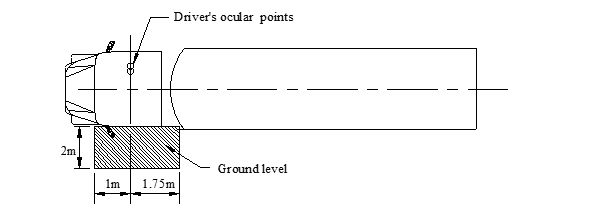 Driver's ocular points
2m
Ground level
1m
1.75m